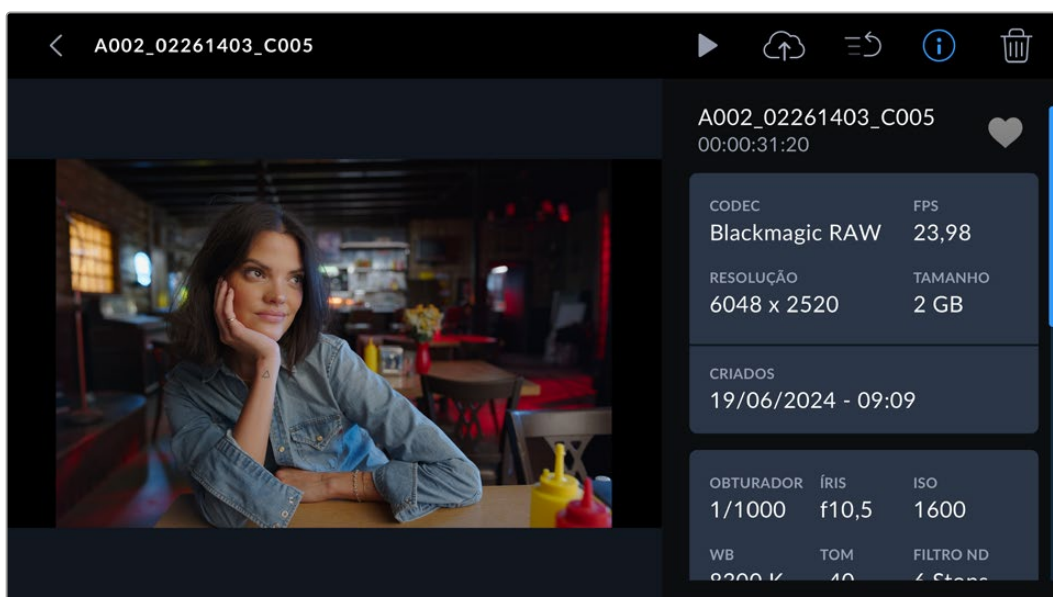 A002_02261403_C005
A002_02261403_C005
00:00:31:20
CODEC FPS
Blackmagic RAW 23,98
RESOLUÇÃO TAMANHO
6048 x 2520 2 GB
CRIADOS
19/06/2024 - 09:09
OBTURADOR ÍRIS ISO
1/1000 f10,5 1600
WB TOM FILTRO ND